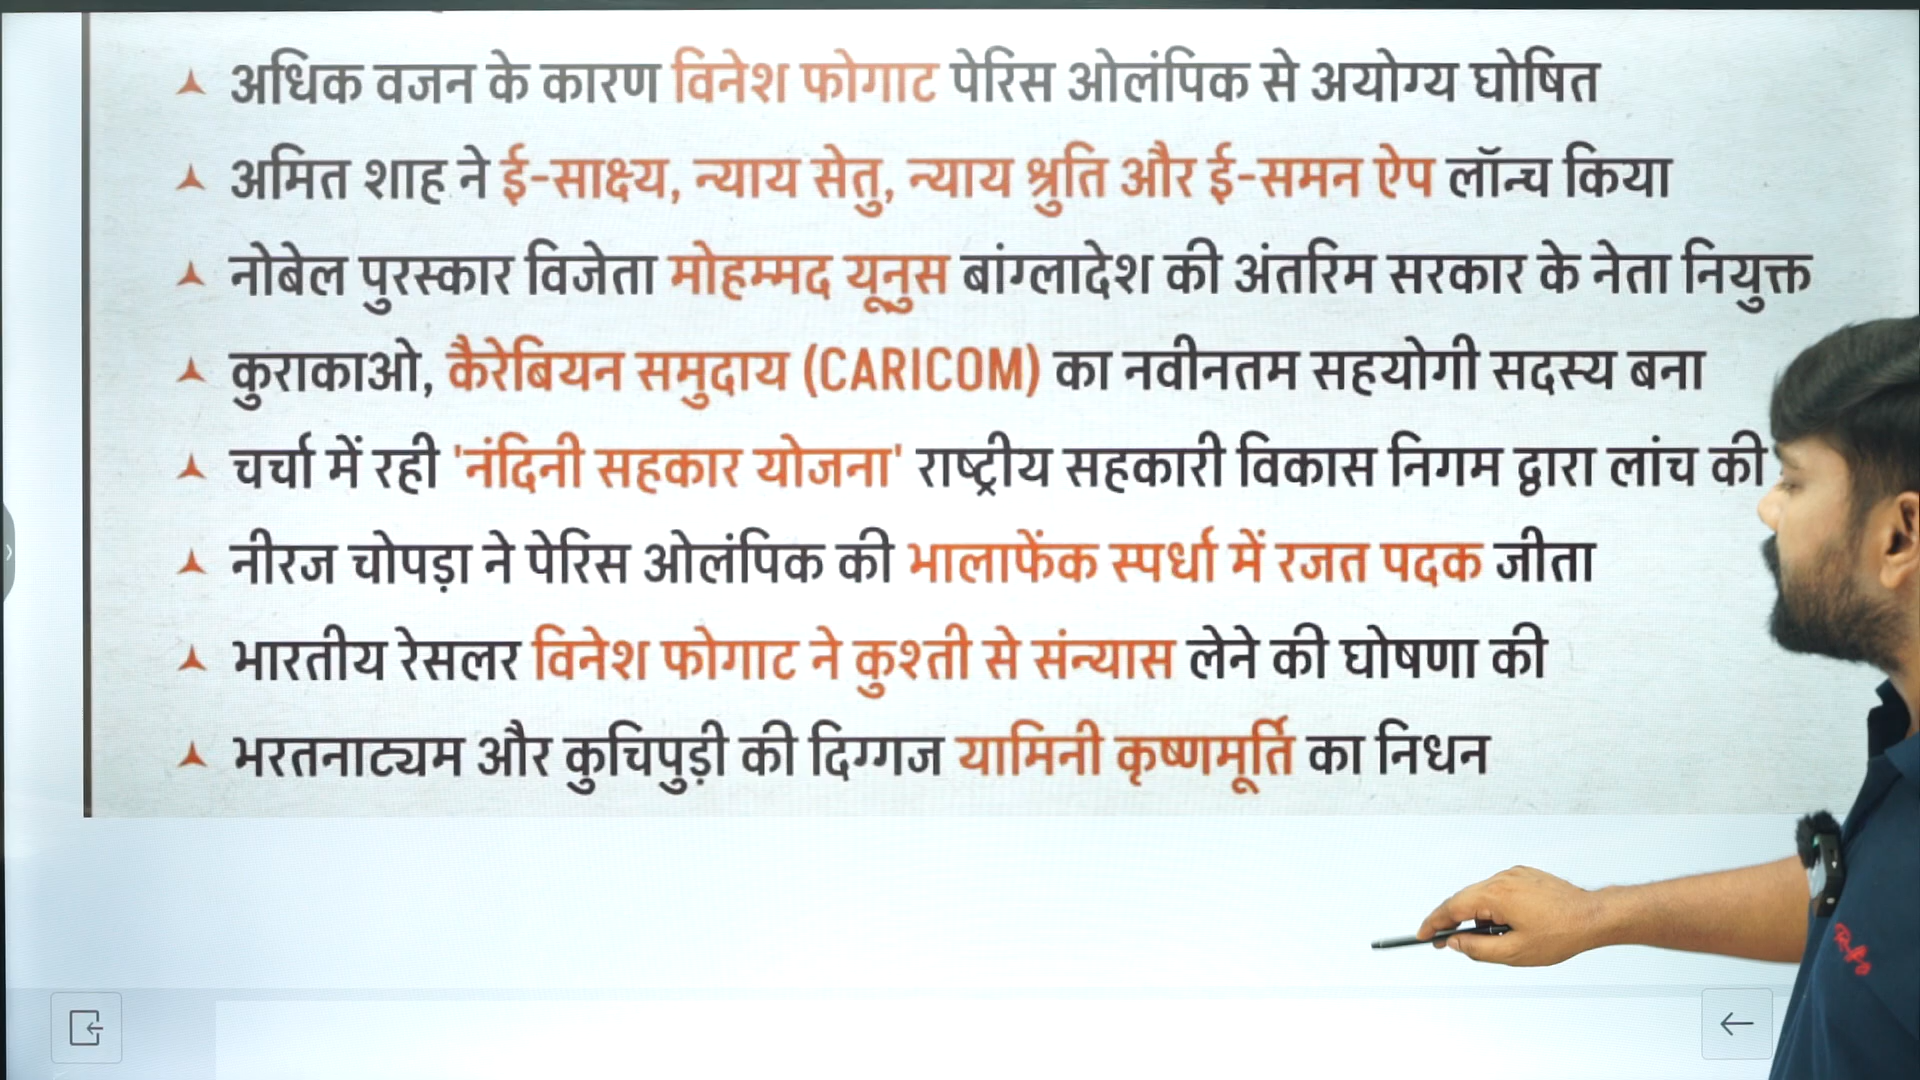 अधिक वजन के कारण विनेश फोगाट पेरिस ओलंपिक से अयोग्य घोषित
अमित शाह ने ई-साक्ष्य, न्याय सेतु, न्याय श्रुति और ई-समन ऐप लॉन्च किया
नोबेल पुरस्कार विजेता मोहम्मद यूनुस बांग्लादेश की अंतरिम सरकार के नेता नियुक्त
कुराकाओ, कैरेबियन समुदाय (CARICOM) का नवीनतम सहयोगी सदस्य बना
चर्चा में रही 'नंदिनी सहकार योजना' राष्ट्रीय सहकारी विकास निगम द्वारा लांच की
नीरज चोपड़ा ने पेरिस ओलंपिक की भालाफेंक स्पर्धा में रजत पदक जीता
भारतीय रेसलर विनेश फोगाट ने कुश्ती से संन्यास लेने की घोषणा की
भरतनाट्यम और कुचिपुड़ी की दिग्गज यामिनी कृष्णमूर्ति का निधन